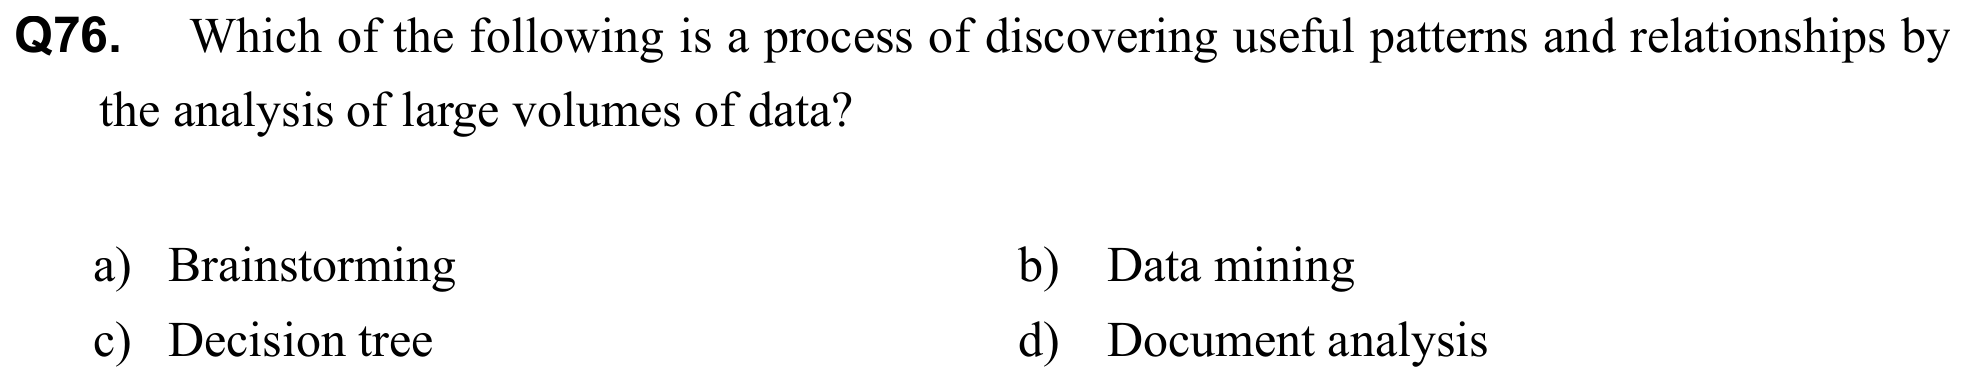 Q76. Which of the following is a process of discovering useful patterns and relationships by
the analysis of large volumes of data?
a) Brainstorming b) Data mining
c) Decision tree d) Document analysis